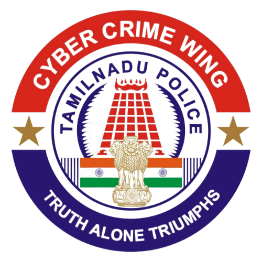 CYBER CRIME WING
TAMILNADU POLICE
TRUTH ALONE TRIUMPHS